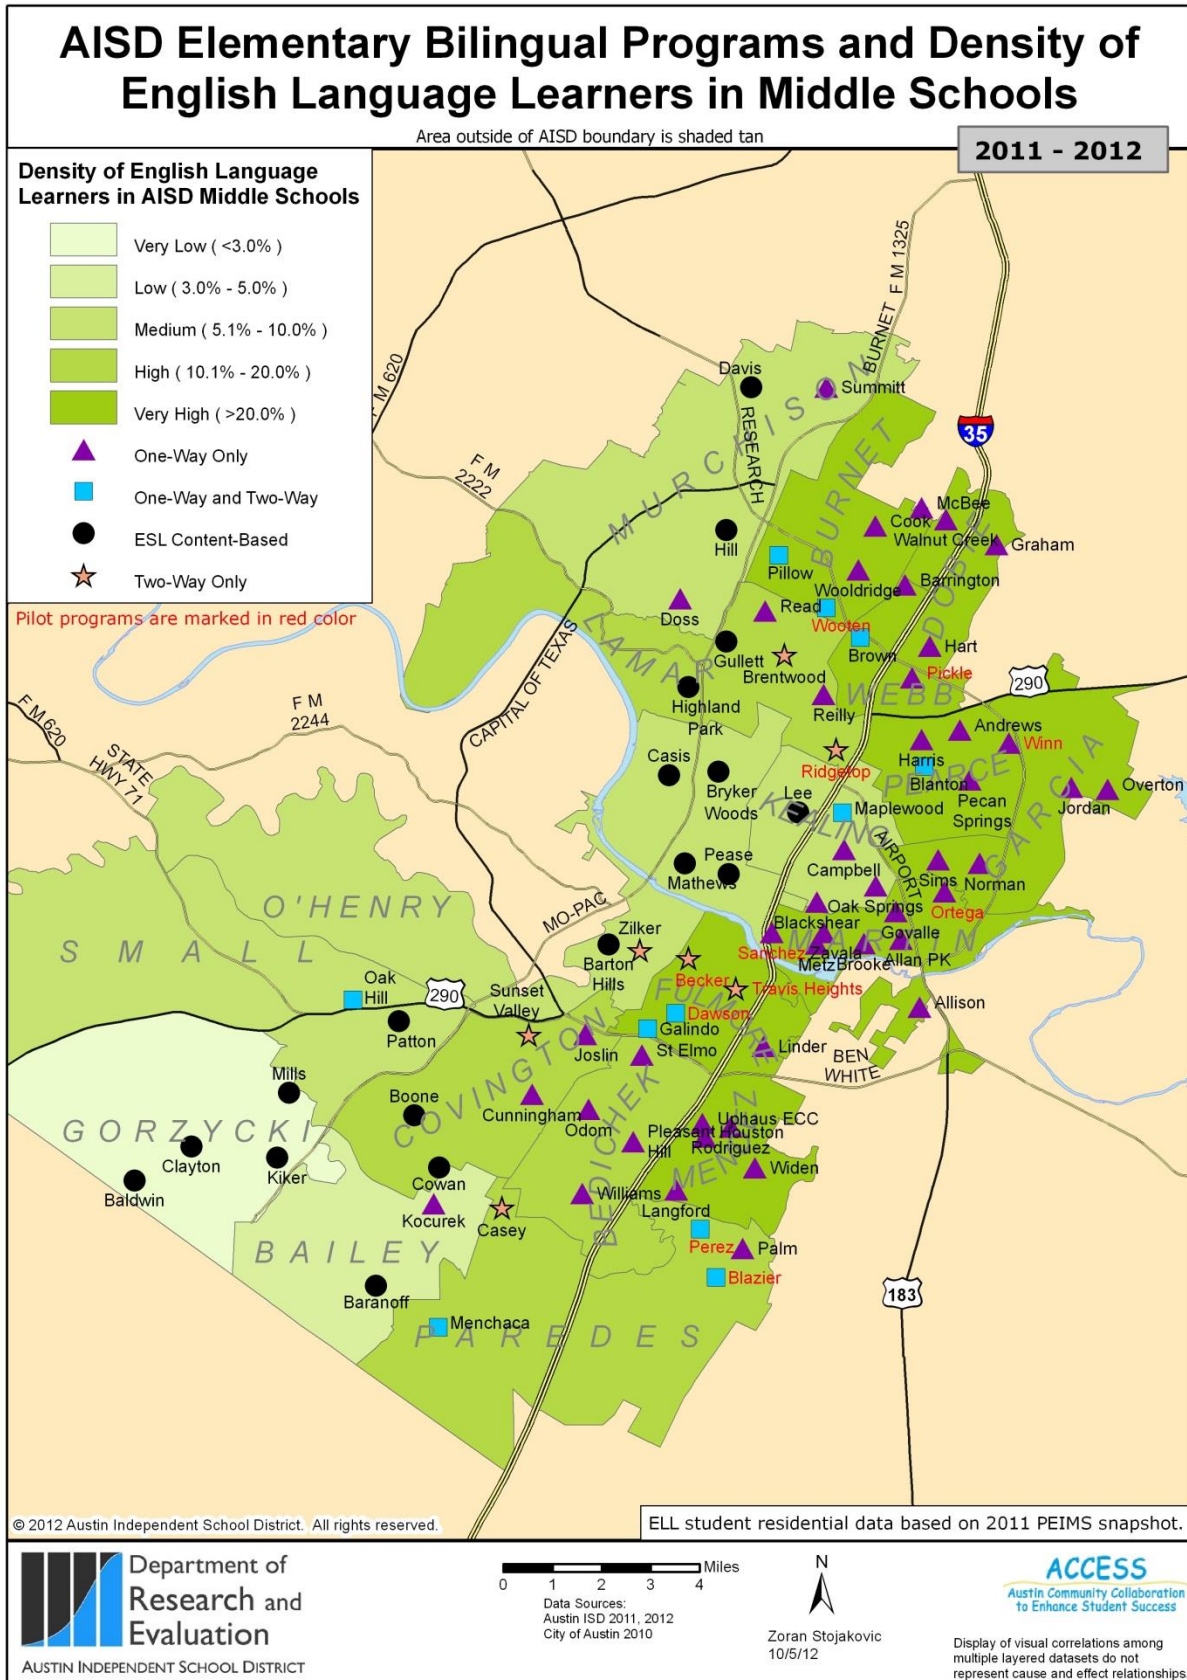 AISD Elementary Bilingual Programs and Density of
English Language Learners in Middle Schools
Area outside of AISD boundary is shaded tan
2011 - 2012
Density of English Language
Learners in AISD Middle Schools
Very Low ( <3.0% )
Low ( 3.0% - 5.0% )
Medium ( 5.1% - 10.0% )
High ( 10.1% - 20.0% )
Very High ( >20.0% )
One-Way Only
One-Way and Two-Way
ESL Content-Based
Two-Way Only
Pilot programs are marked in red color
BURNET F M 1325
F M 620
Davis
Summitt
RESEARCH
35
F M
2222
MURCHISON
BURNET
McBee
Cook
Walnut Creek
Graham
DOBIE
Hill
Pillow
Wooldridge
Barrington
Doss
Read
Wooten
Brown
Hart
LAMAR
Gullett
Brentwood
Pickle
WEBB
290
CAPITAL OF TEXAS
Highland
Park
Reilly
F M 620
F M
2244
STATE
HWY 71
Andrews
Winn
Harris
Ridgetop
Casis
Bryker
Woods
Lee
Blanton
PEARCE
GARCIA
Pecan
Springs
Jordan
Overton
Maplewood
KEALING
AIRPORT
Campbell
Pease
Mathews
Sims
Norman
Ortega
Oak Springs
Blackshear
Govalle
MARTIN
Sanchez
Zavala
Metz
Brooke
Allan PK
O'HENRY
SMALL
MO-PAC
Zilker
Barton
Hills
Becker
Travis Heights
FULMORE
Dawson
Allison
Oak
Hill
290
Sunset
Valley
Galindo
Patton
Joslin
St Elmo
Linder
BEN
WHITE
COVINGTON
Mills
Boone
Cunningham
Odom
BEDICHEK
Pleasant
Hill
Uphaus ECC
Houston
Rodriguez
MENDEZ
Widen
GORZYCKI
Clayton
Kiker
Baldwin
Cowan
Kocurek
Casey
Williams
Langford
BAILEY
Perez
Palm
Blazier
Baranoff
Menchaca
PAREDES
183
© 2012 Austin Independent School District. All rights reserved.
ELL student residential data based on 2011 PEIMS snapshot.
Department of
Research and
Evaluation
AUSTIN INDEPENDENT SCHOOL DISTRICT
Miles
0 1 2 3 4
Data Sources:
Austin ISD 2011, 2012
City of Austin 2010
N
Zoran Stojakovic
10/5/12
ACCESS
Austin Community Collaboration
to Enhance Student Success
Display of visual correlations among
multiple layered datasets do not
represent cause and effect relationships